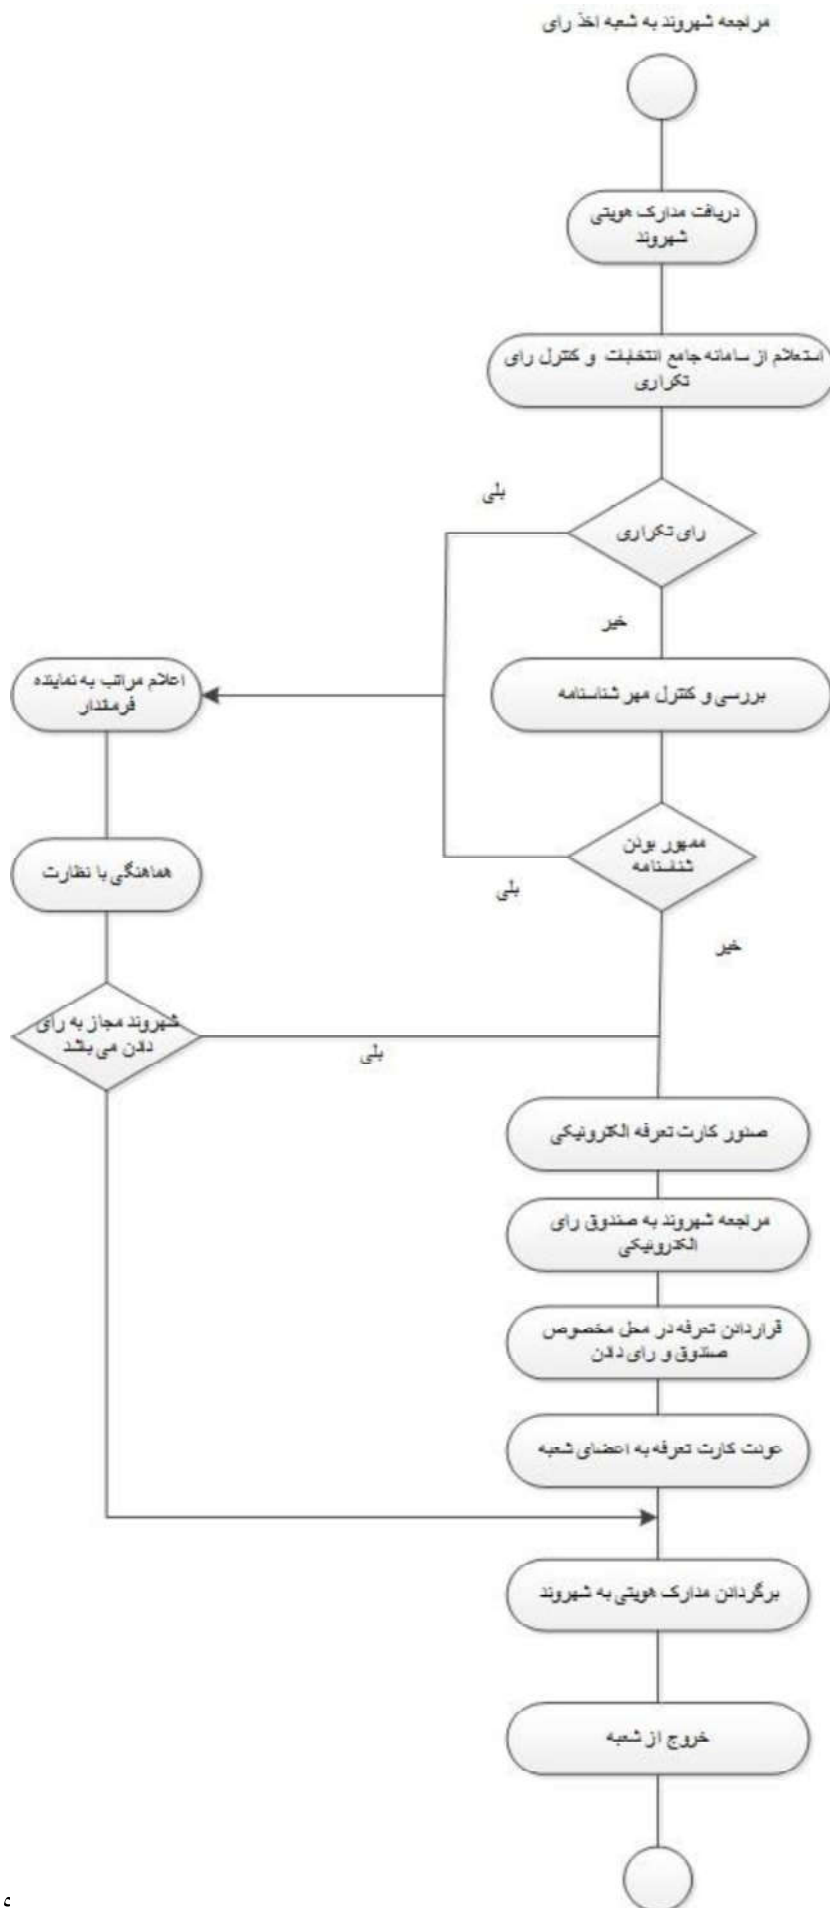 مراجعه شهروند به شعبه اخذ رای
دریافت مدارک هویتی
شهروند
استعلام از سامانه جامع انتخابات و کنترل رای
تکراری
بلی
رای تکراری
خیر
بررسی و کنترل مهر شناسنامه
اعلام مراتب به نماینده
فرماندار
ممهور بودن
شناسنامه
بلی
هماهنگی با نظارت
خیر
شهروند مجاز به رای
دادن می باشد
بلی
صدور کارت تعرفه الکترونیکی
مراجعه شهروند به صندوق رای
الکترونیکی
قراردادن تعرفه در محل مخصوص
صندوق و رای دادن
عودت کارت تعرفه به اعضای شعبه
برگرداندن مدارک هویتی به شهروند
خروج از شعبه